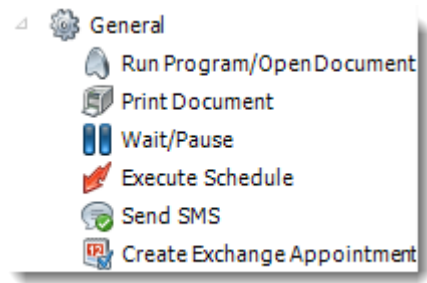 General
Run Program/Open Document
Print Document
Wait/Pause
Execute Schedule
Send SMS
Create Exchange Appointment